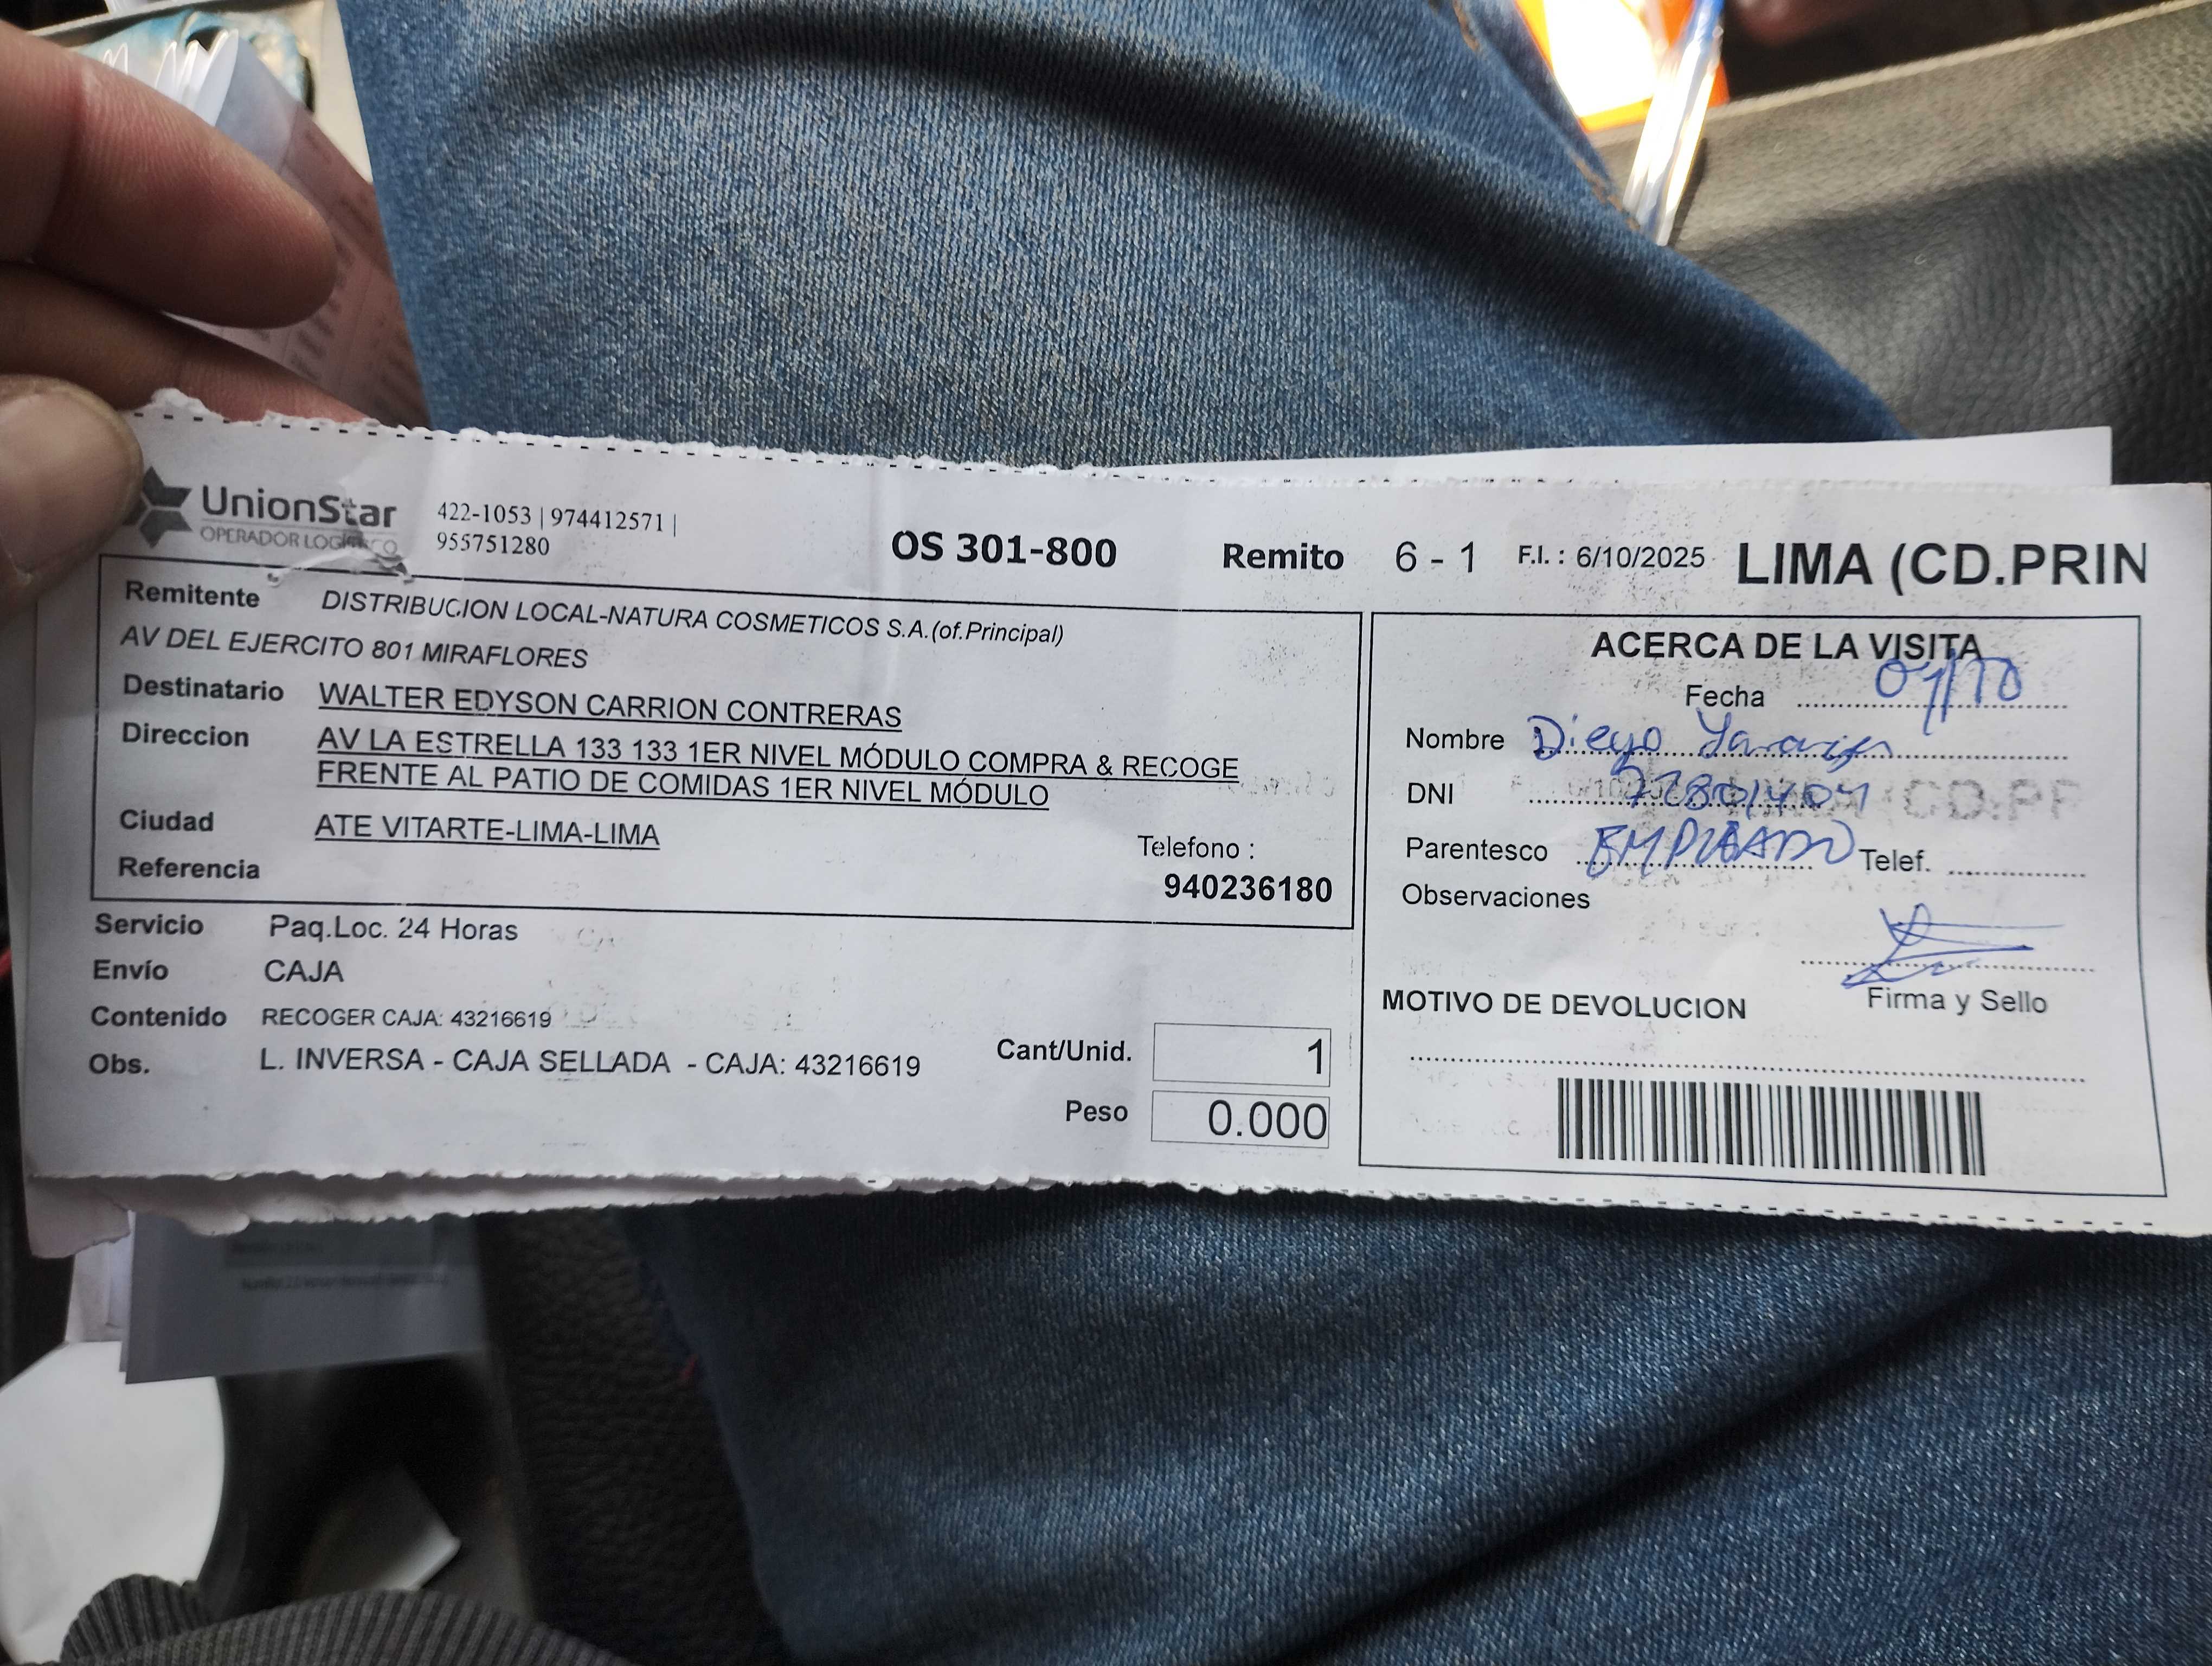 UnionStar
OPERADOR LOGÍSTICO
422-1053 | 974412571 |
955751280
OS 301-800 Remito 6 - 1 F.I. : 6/10/2025 LIMA (CD.PRIN
Remitente DISTRIBUCION LOCAL-NATURA COSMETICOS S.A.(of.Principal)
AV DEL EJERCITO 801 MIRAFLORES
Destinatario WALTER EDYSON CARRION CONTRERAS
Direccion AV LA ESTRELLA 133 133 1ER NIVEL MÓDULO COMPRA & RECOGE
FRENTE AL PATIO DE COMIDAS 1ER NIVEL MÓDULO
Ciudad ATE VITARTE-LIMA-LIMA
Telefono :
Referencia 940236180
Servicio Paq.Loc. 24 Horas
Envío CAJA
Contenido RECOGER CAJA: 43216619
Obs. L. INVERSA - CAJA SELLADA - CAJA: 43216619
Cant/Unid. 1
Peso 0.000
ACERCA DE LA VISITA
Fecha
Nombre Diego
DNI
Parentesco EMPLEADO Telef.
Observaciones
Firma y Sello
MOTIVO DE DEVOLUCION